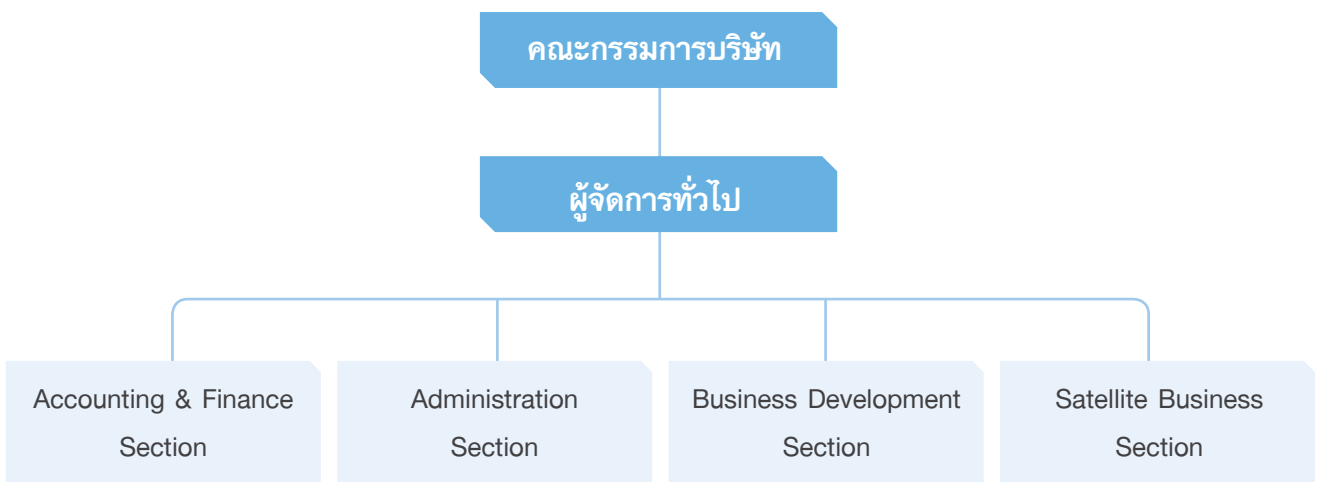 คณะกรรมการบริษัท
ผู้จัดการทั่วไป
Accounting & Finance
Section
Administration
Section
Business Development
Section
Satellite Business
Section